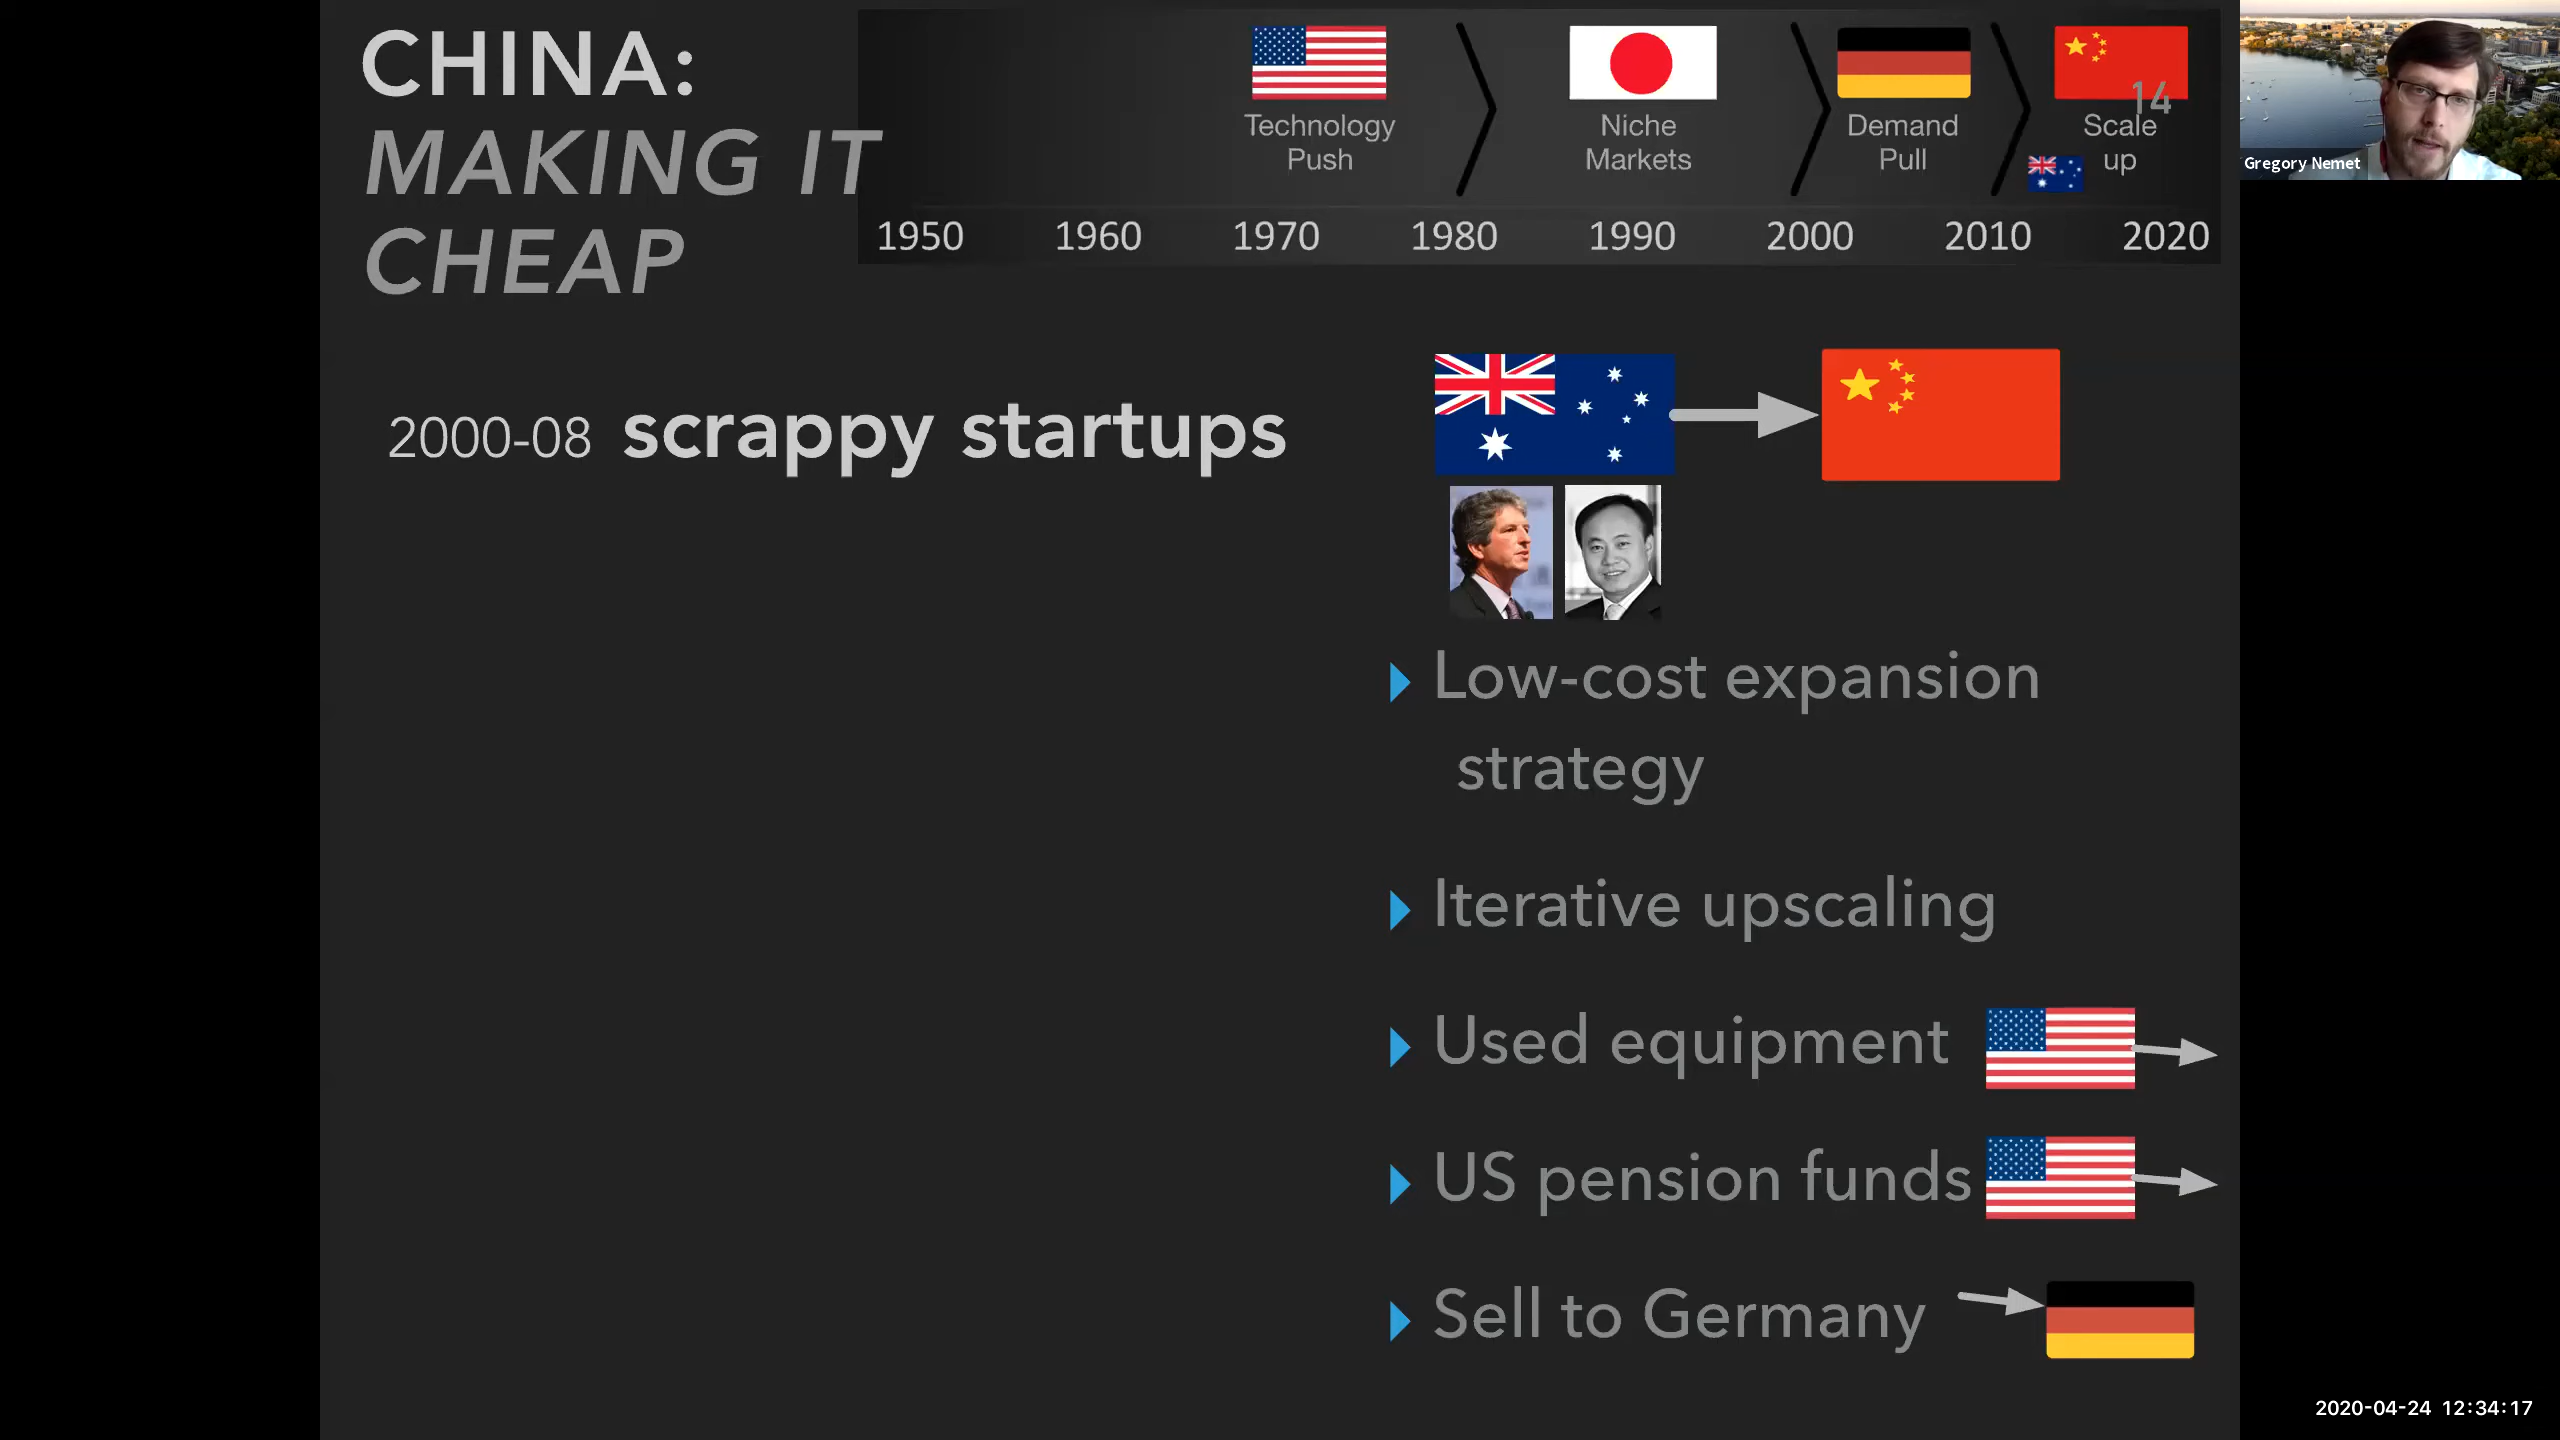 CHINA:
MAKING IT
CHEAP
Technology
Push
Niche
Markets
Demand
Pull
14
Scale
up
1950 1960 1970 1980 1990 2000 2010 2020
Gregory Nemet
2000-08 scrappy startups
Low-cost expansion
strategy
Iterative upscaling
Used equipment
US pension funds
Sell to Germany
2020-04-24 12:34:17